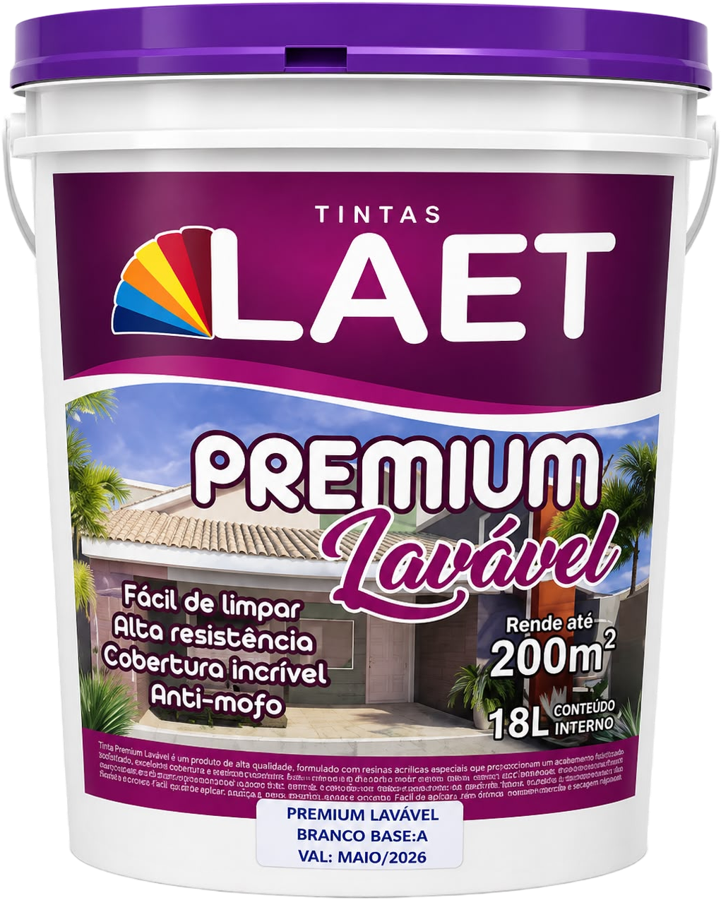 TINTAS
LAET
PREMIUM
Lavável
Fácil de limpar
Alta resistência
Cobertura incrível
Anti-mofo
Rende até
200m²
18L CONTEÚDO
INTERNO
Tinta Premium Lavável é um produto de alta qualidade, formulado com resinas acrílicas especiais que proporcionam um acabamento
PREMIUM LAVÁVEL
BRANCO BASE:A
VAL: MAIO/2026